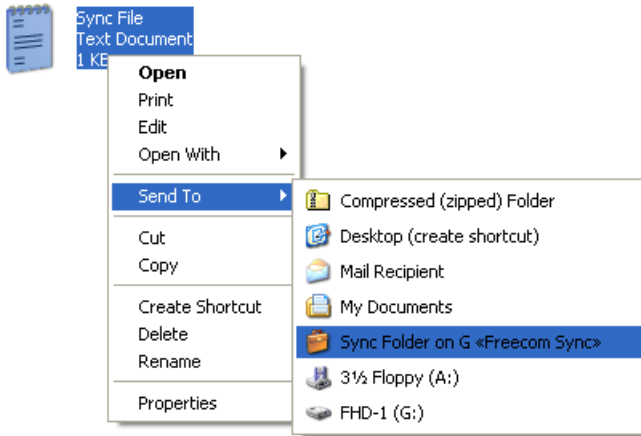 Sync File
Text Document
1 KB
Open
Print
Edit
Open With
Send To
Cut
Copy
Create Shortcut
Delete
Rename
Properties
Compressed (zipped) Folder
Desktop (create shortcut)
Mail Recipient
My Documents
Sync Folder on G «Freecom Sync»
3½ Floppy (A:)
FHD-1 (G:)